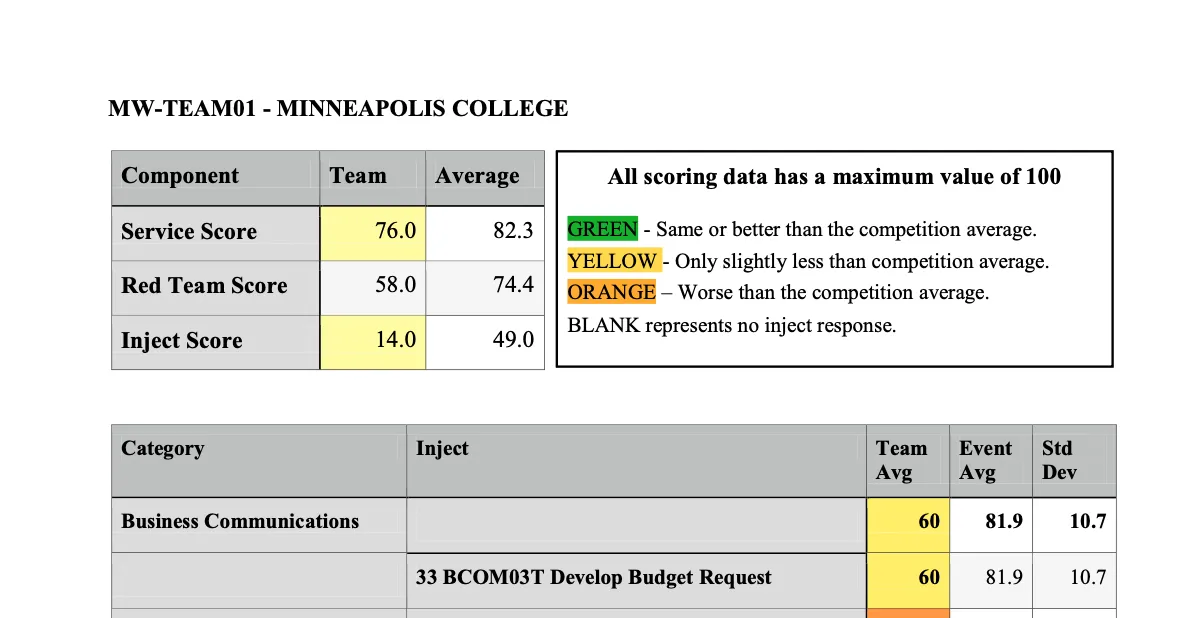 MW-TEAM01 - MINNEAPOLIS COLLEGE
Component Team Average
Service Score 76.0 82.3
Red Team Score 58.0 74.4
Inject Score 14.0 49.0
All scoring data has a maximum value of 100
GREEN - Same or better than the competition average.
YELLOW - Only slightly less than competition average.
ORANGE – Worse than the competition average.
BLANK represents no inject response.
Category Inject Team Avg Event Avg Std Dev
Business Communications 60 81.9 10.7
33 BCOM03T Develop Budget Request 60 81.9 10.7